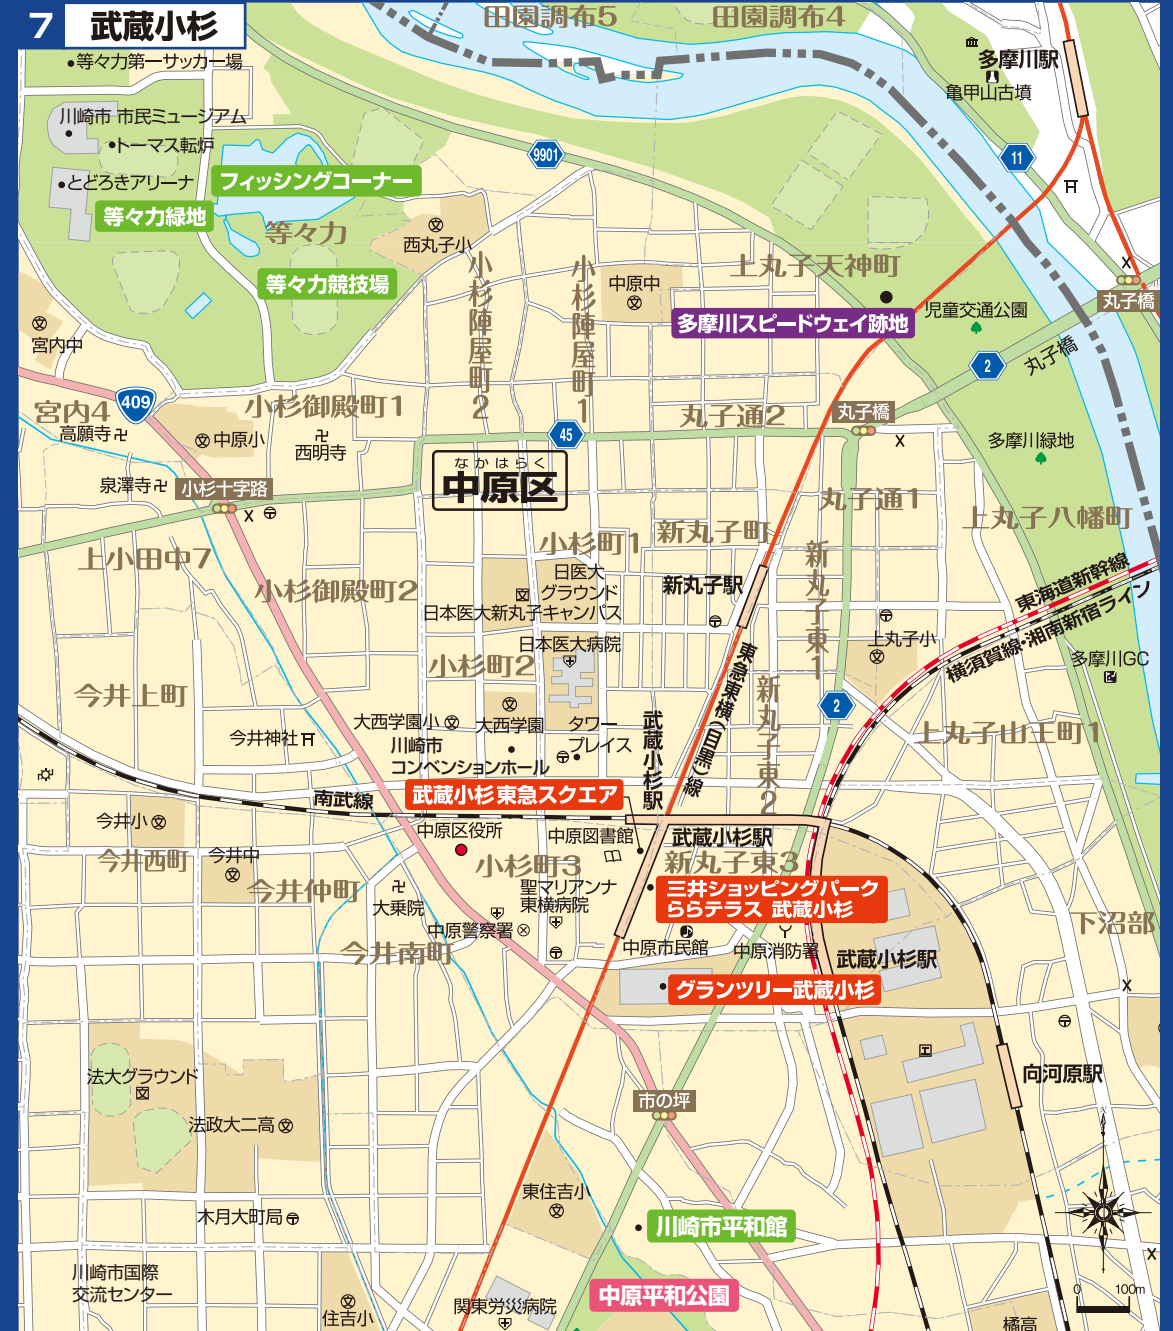 7 武蔵小杉
田園調布5
田園調布4
等々力第一サッカー場
多摩川駅
亀甲山古墳
川崎市 市民ミュージアム
トーマス転炉
9901
11
とどろきアリーナ
フィッシングコーナー
等々力緑地
等々力
西丸子小
小杉陣屋町2
小杉陣屋町1
中原中
上丸子天神町
等々力競技場
丸子橋
多摩川スピードウェイ跡地
児童交通公園
宮内中
2
丸子橋
409
宮内4
小杉御殿町1
丸子通2
丸子橋
高願寺
中原小
西明寺
45
多摩川緑地
なかはらく
中原区
泉澤寺
小杉十字路
丸子通1
上丸子八幡町
新丸子町
小杉町1
上小田中7
新丸子東1
小杉御殿町2
日医大
グラウンド
日本医大新丸子キャンパス
新丸子駅
東海道新幹線
横須賀線・湘南新宿ライン
上丸子小
日本医大病院
小杉町2
東急東横(目黒)線
多摩川GC
今井上町
新丸子東2
2
大西学園小
大西学園
タワー
プレイス
武蔵小杉駅
上丸子山王町1
今井神社
川崎市
コンベンションホール
南武線
武蔵小杉東急スクエア
今井小
中原区役所
中原図書館
武蔵小杉駅
今井西町
今井中
小杉町3
新丸子東3
今井仲町
大乗院
聖マリアンナ
東横病院
三井ショッピングパーク
ららテラス 武蔵小杉
下沼部
中原警察署
中原市民館
中原消防署
今井南町
武蔵小杉駅
グランツリー武蔵小杉
法大グラウンド
向河原駅
市の坪
法政大二高
東住吉小
木月大町局
川崎市平和館
川崎市国際
交流センター
中原平和公園
0 100m
住吉小
関東労災病院
橘高